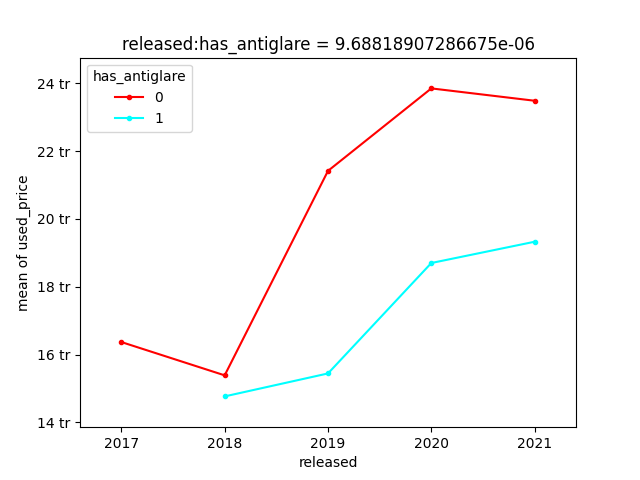 released:has_antiglare = 9.68818907286675e-06
has_antiglare
0
1
24 tr
22 tr
20 tr
18 tr
16 tr
14 tr
mean of used_price
2017 2018 2019 2020 2021
released